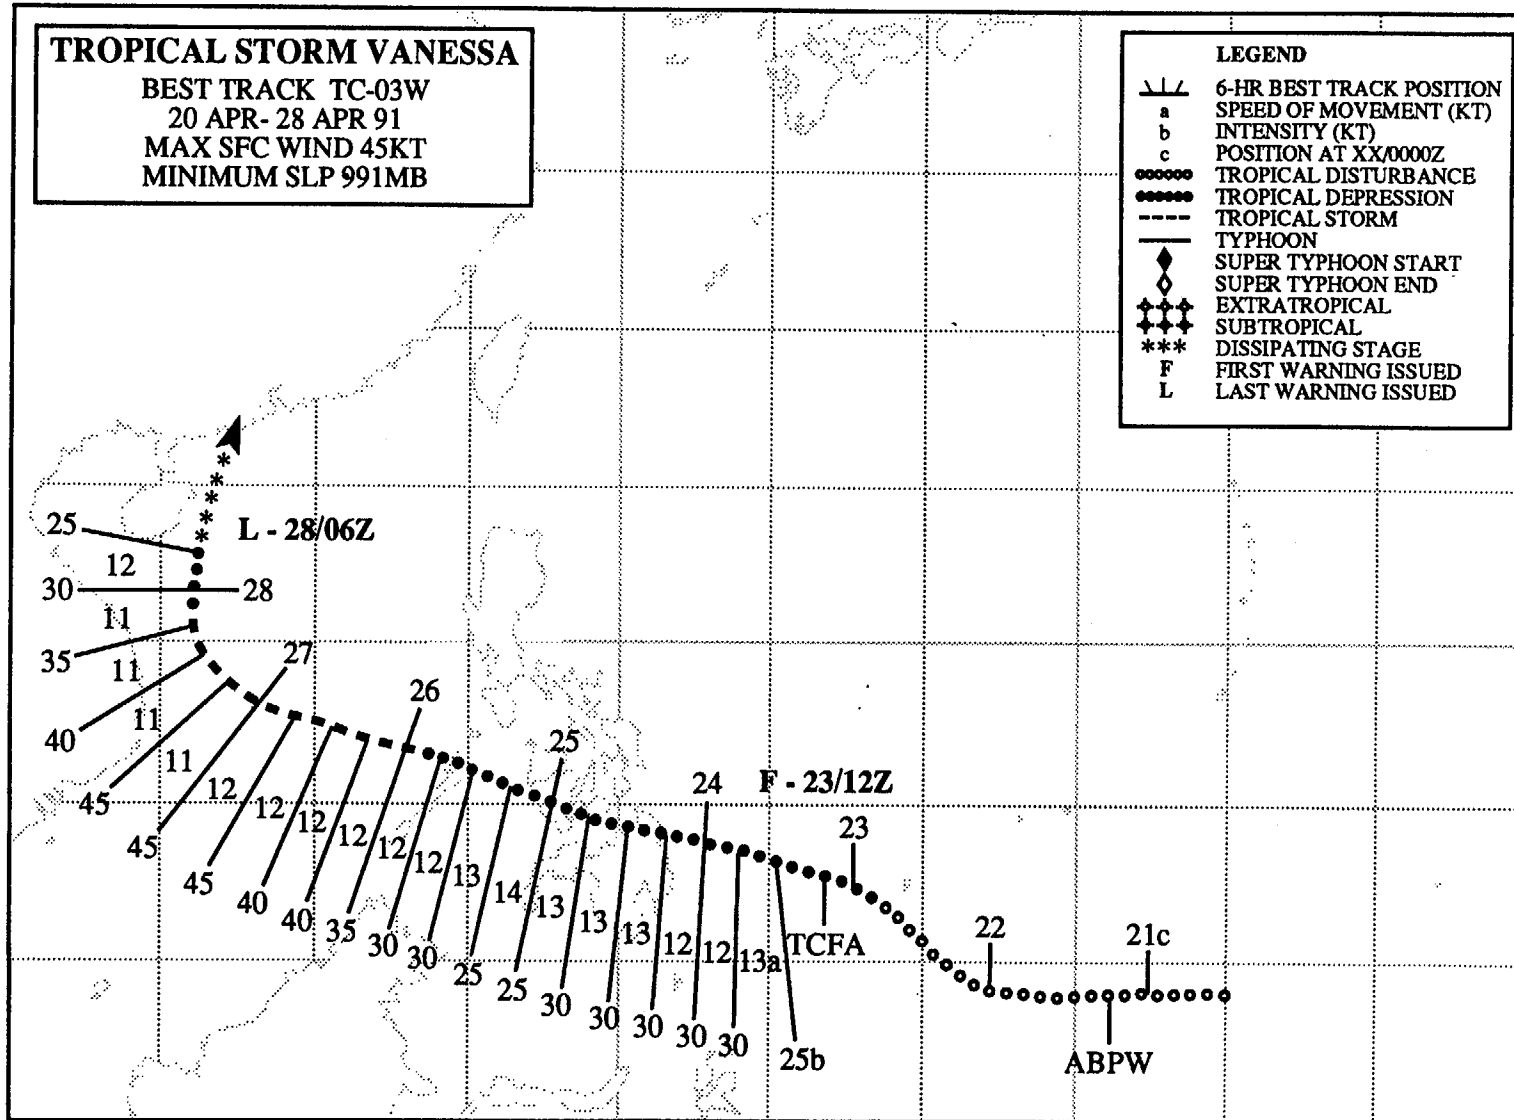 TROPICAL STORM VANESSA
BEST TRACK TC-03W
20 APR- 28 APR 91
MAX SFC WIND 45KT
MINIMUM SLP 991MB
LEGEND
6-HR BEST TRACK POSITION
a SPEED OF MOVEMENT (KT)
b INTENSITY (KT)
c POSITION AT XX/0000Z
TROPICAL DISTURBANCE
TROPICAL DEPRESSION
TROPICAL STORM
TYPHOON
SUPER TYPHOON START
SUPER TYPHOON END
EXTRATROPICAL
SUBTROPICAL
*** DISSIPATING STAGE
F FIRST WARNING ISSUED
L LAST WARNING ISSUED
25
L - 28/06Z
12
30
28
11
35
11
27
40
11
26
45
11
25
45
12
24
F - 23/12Z
45
12
23
40
12
40
12
35
12
30
12
30
13
25
14
25
13
30
13
30
13
30
12
30
12
30
13a
25b
TCFA
22
21c
ABPW